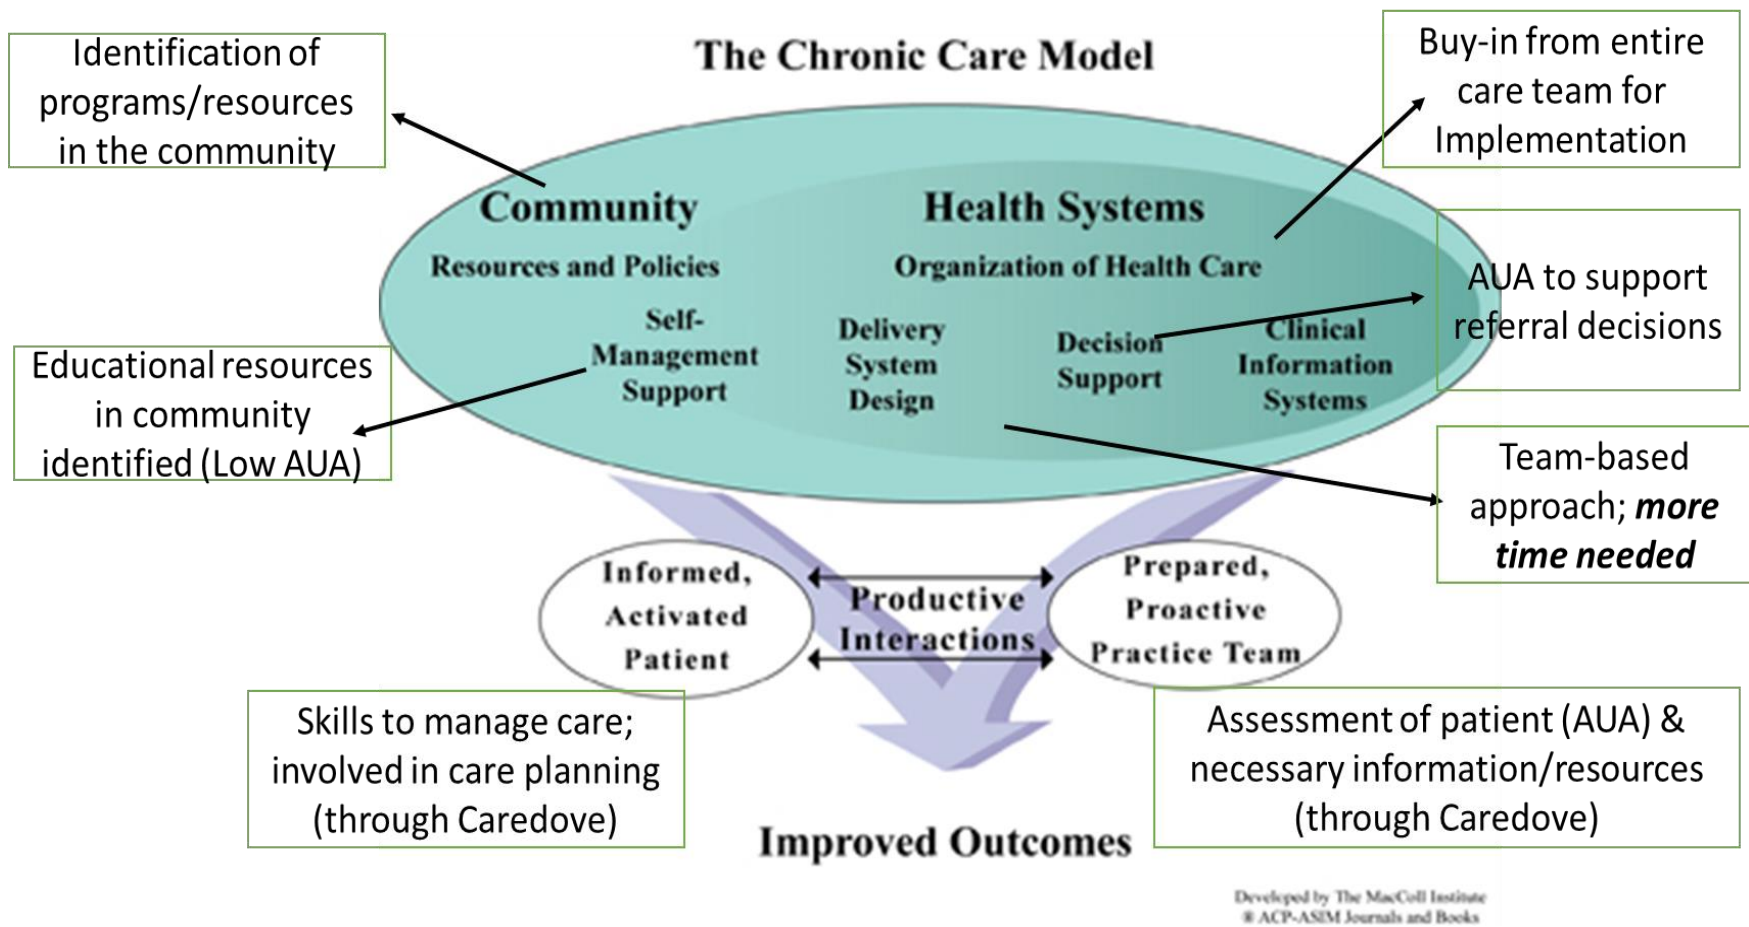 Identification of
programs/resources
in the community
The Chronic Care Model
Buy-in from entire
care team for
Implementation
Community
Resources and Policies
Health Systems
Organization of Health Care
Self-
Management
Support
Delivery
System
Design
Decision
Support
Clinical
Information
Systems
AUA to support
referral decisions
Educational resources
in community
identified (Low AUA)
Team-based
approach; more
time needed
Informed,
Activated
Patient
Productive
Interactions
Prepared,
Proactive
Practice Team
Skills to manage care;
involved in care planning
(through Caredove)
Assessment of patient (AUA) &
necessary information/resources
(through Caredove)
Improved Outcomes
Developed by The MacColl Institute
® ACP-ASIM Journals and Books